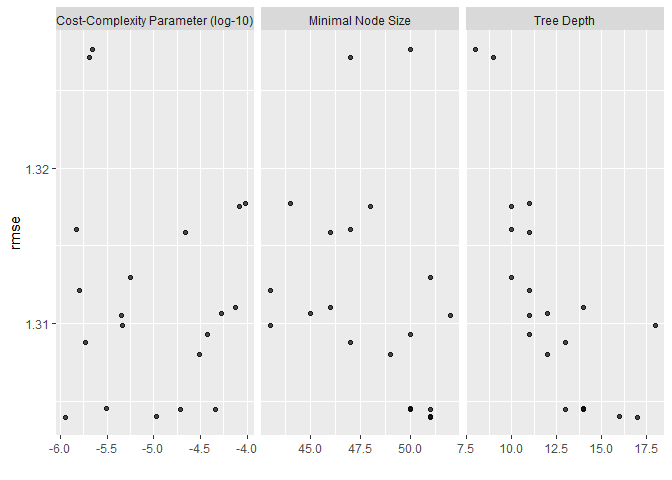 Cost-Complexity Parameter (log-10) Minimal Node Size Tree Depth
rmse
1.32
1.31
-6.0 -5.5 -5.0 -4.5 -4.0 45.0 50.0 7.5 10.0 12.5 15.0 17.5